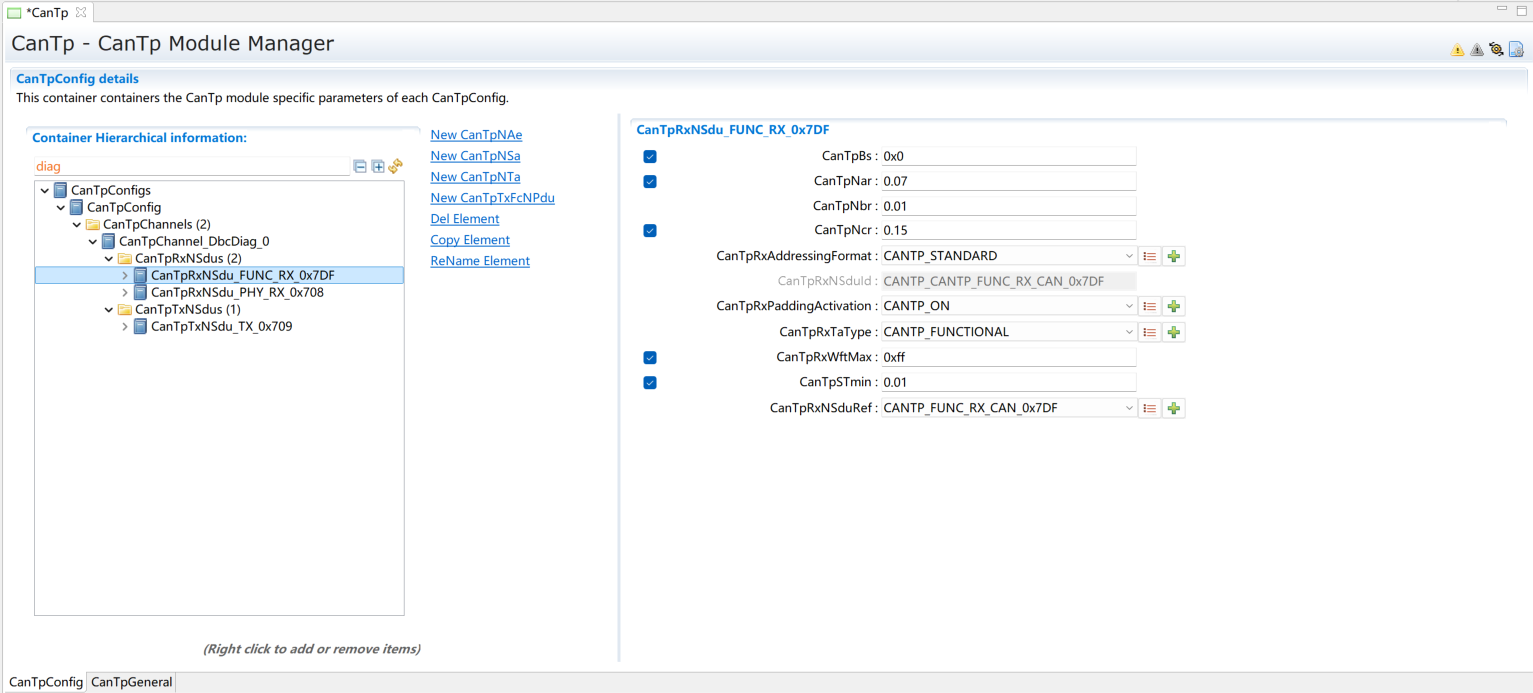 *CanTp
CanTp - CanTp Module Manager
CanTpConfig details
This container containers the CanTp module specific parameters of each CanTpConfig.
Container Hierarchical information:
diag
CanTpConfigs
CanTpConfig
CanTpChannels (2)
CanTpChannel_DbcDiag_0
CanTpRxNSdus (2)
CanTpRxNSdu_FUNC_RX_0x7DF
CanTpRxNSdu_PHY_RX_0x708
CanTpTxNSdus (1)
CanTpTxNSdu_TX_0x709
(Right click to add or remove items)
New CanTpNAe
New CanTpNSa
New CanTpNTa
New CanTpTxFcNPdu
Del Element
Copy Element
ReName Element
CanTpRxNSdu_FUNC_RX_0x7DF
CanTpBs : 0x0
CanTpNar : 0.07
CanTpNbr : 0.01
CanTpNcr : 0.15
CanTpRxAddressingFormat : CANTP_STANDARD
CanTpRxNSduId : CANTP_CANTP_FUNC_RX_CAN_0x7DF
CanTpRxPaddingActivation : CANTP_ON
CanTpRxTaType : CANTP_FUNCTIONAL
CanTpRxWftMax : 0xff
CanTpSTmin : 0.01
CanTpRxNSduRef : CANTP_FUNC_RX_CAN_0x7DF
CanTpConfig CanTpGeneral